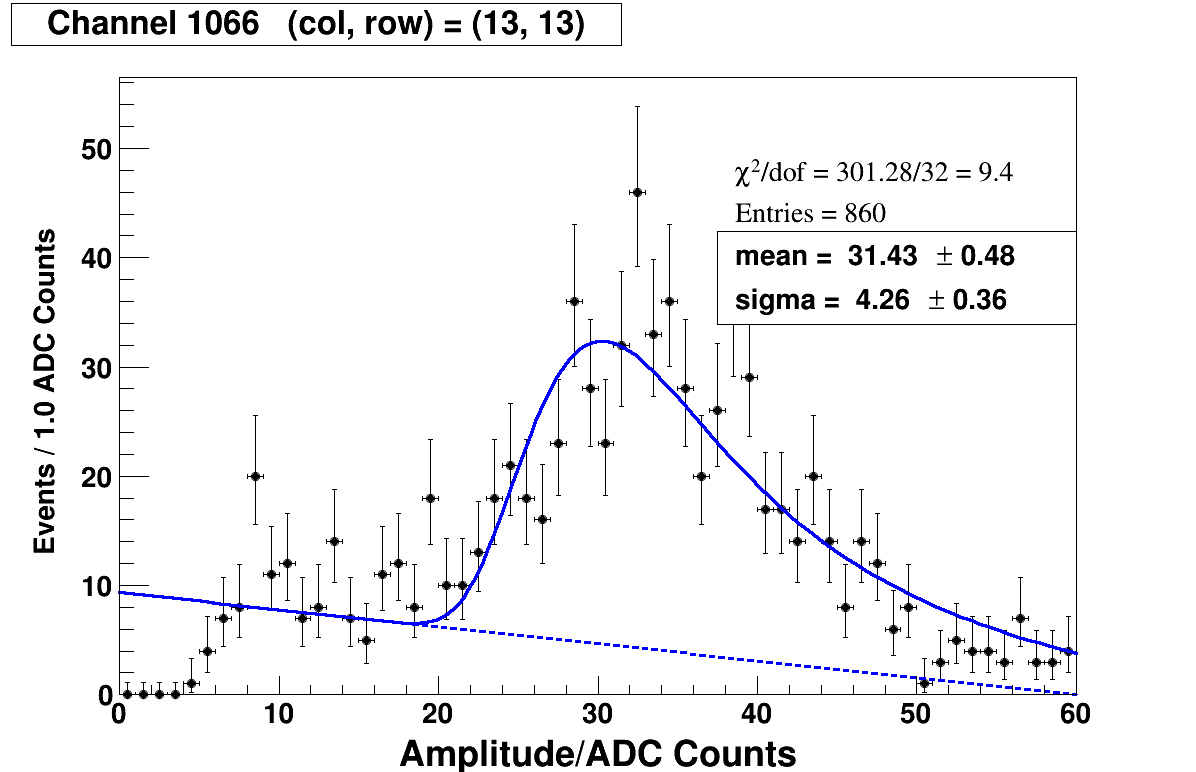 Channel 1066 (col, row) = (13, 13)
χ²/dof = 301.28/32 = 9.4
Entries = 860
mean = 31.43 ± 0.48
sigma = 4.26 ± 0.36
Events / 1.0 ADC Counts
50
40
30
20
10
0
0 10 20 30 40 50 60
Amplitude/ADC Counts